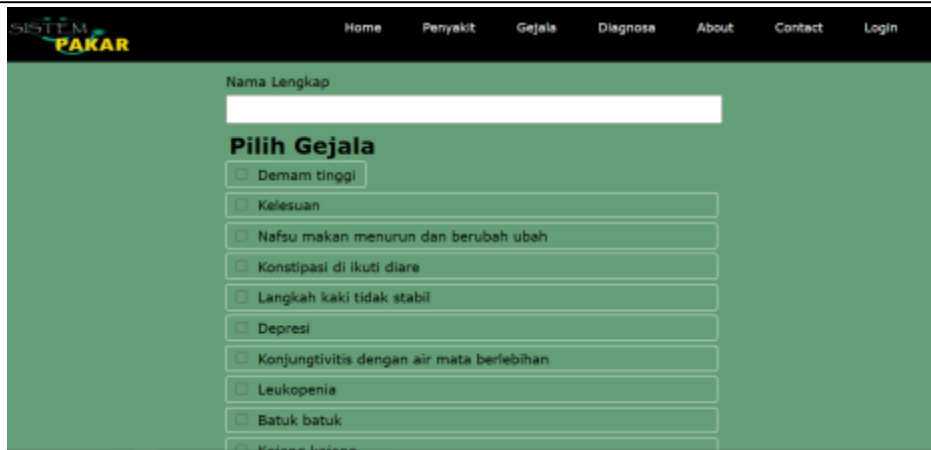 SISTEM
PAKAR
Home Penyakit Gejala Diagnosa About Contact Login
Nama Lengkap
Pilih Gejala
Demam tinggi
Kelesuan
Nafsu makan menurun dan berubah ubah
Konstipasi di ikuti diare
Langkah kaki tidak stabil
Depresi
Konjungtivitis dengan air mata berlebihan
Leukopenia
Batuk batuk